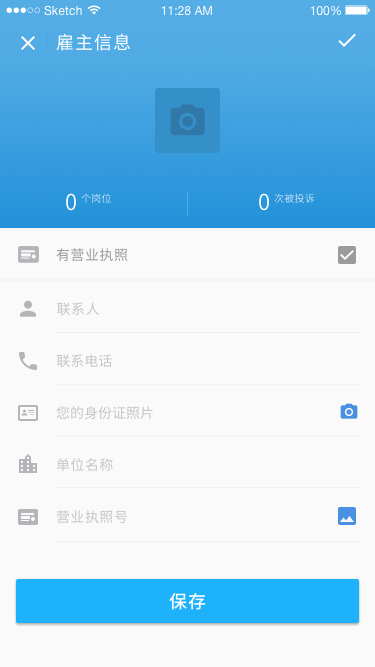 Sketch 11:28 AM 100%
雇主信息
0 个岗位 0 次被投诉
有营业执照
联系人
联系电话
您的身份证照片
单位名称
营业执照号
保存